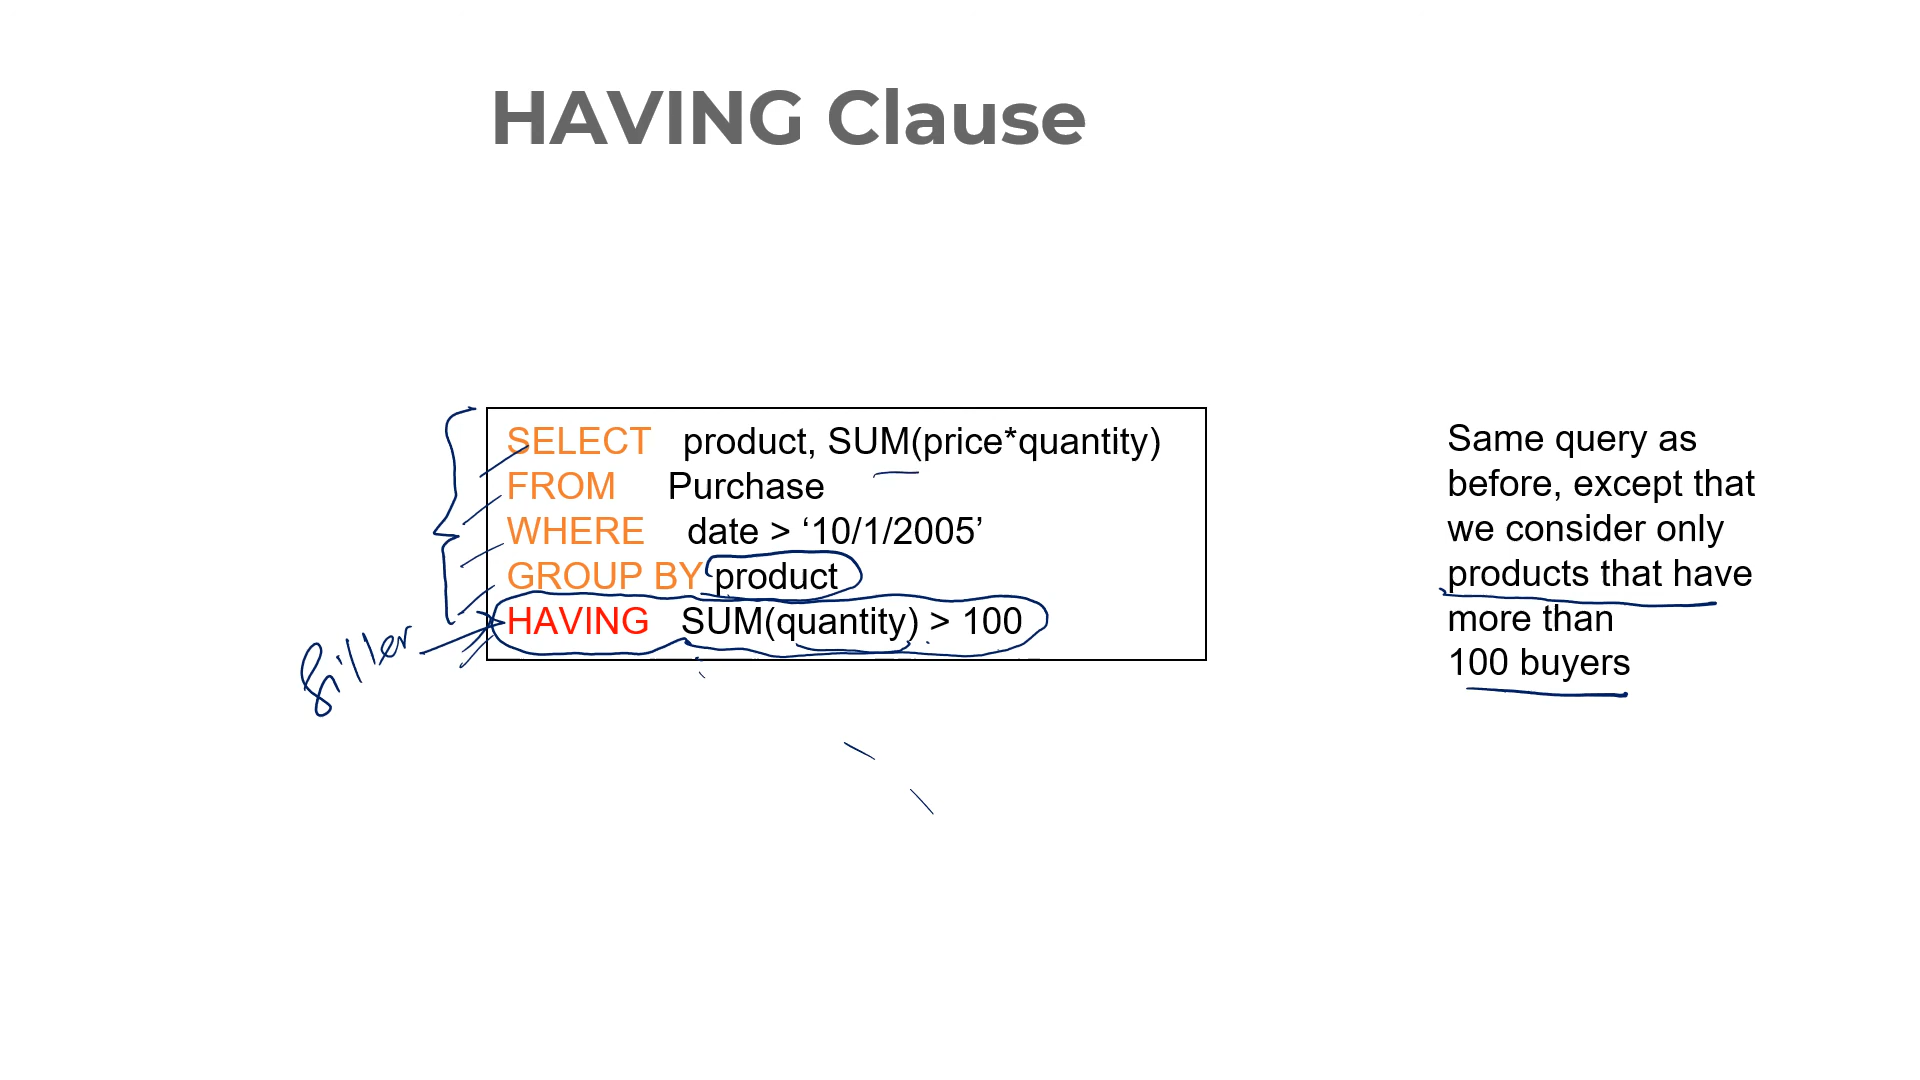 HAVING Clause
SELECT product, SUM(price*quantity)
FROM Purchase
WHERE date > ‘10/1/2005’
GROUP BY product
HAVING SUM(quantity) > 100
Same query as
before, except that
we consider only
products that have
more than
100 buyers